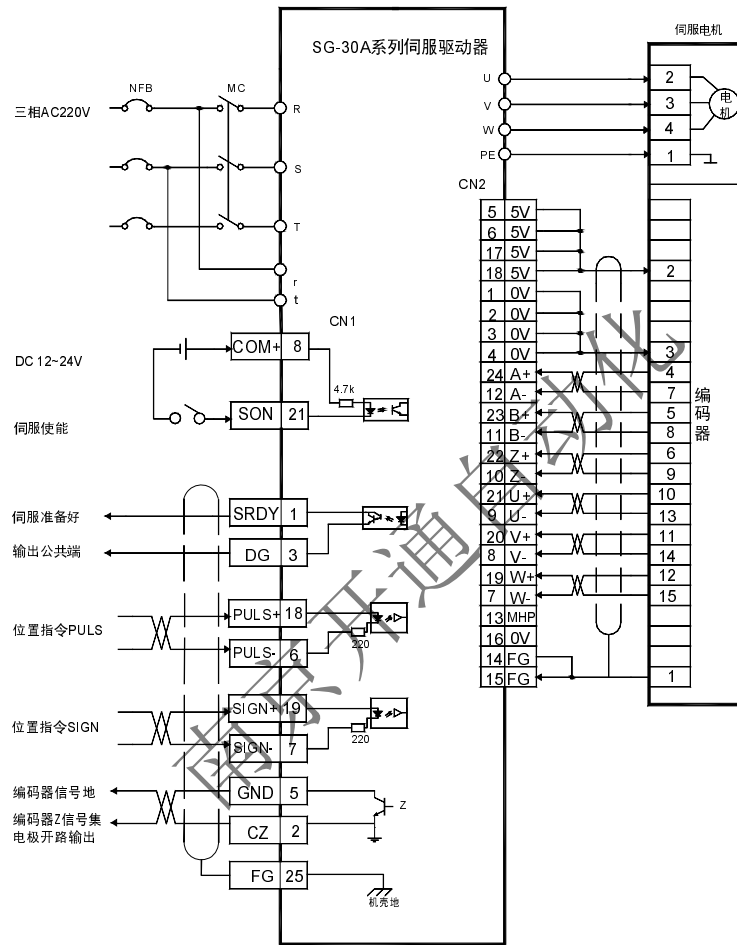 SG-30A系列伺服驱动器
伺服电机
三相AC220V
NFB
MC
R
S
T
r
t
U
V
W
PE
2
3
4
1
电机
CN2
5 5V
6 5V
17 5V
18 5V
1 0V
2 0V
3 0V
4 0V
24 A+
12 A-
23 B+
11 B-
22 Z+
10 Z-
21 U+
9 U-
20 V+
8 V-
19 W+
7 W-
13 MHP
16 0V
14 FG
15 FG
2
3
4
7
5
8
6
9
10
13
11
14
12
15
1
编码器
CN1
DC 12~24V
COM+ 8
4.7k
伺服使能
SON 21
伺服准备好
SRDY 1
输出公共端
DG 3
位置指令PULS
PULS+ 18
PULS- 6
220
位置指令SIGN
SIGN+ 19
SIGN- 7
220
编码器信号地
GND 5
Z
编码器Z信号集
电极开路输出
CZ 2
FG 25
机壳地
南京开通自动化